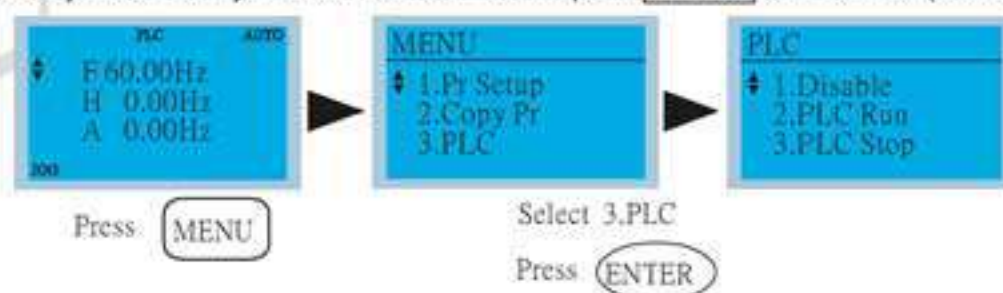 PLC AUTO
F 60.00Hz
H 0.00Hz
A 0.00Hz
JOG
Press MENU
MENU
1.Pr Setup
2.Copy Pr
3.PLC
Select 3.PLC
Press ENTER
PLC
1.Disable
2.PLC Run
3.PLC Stop